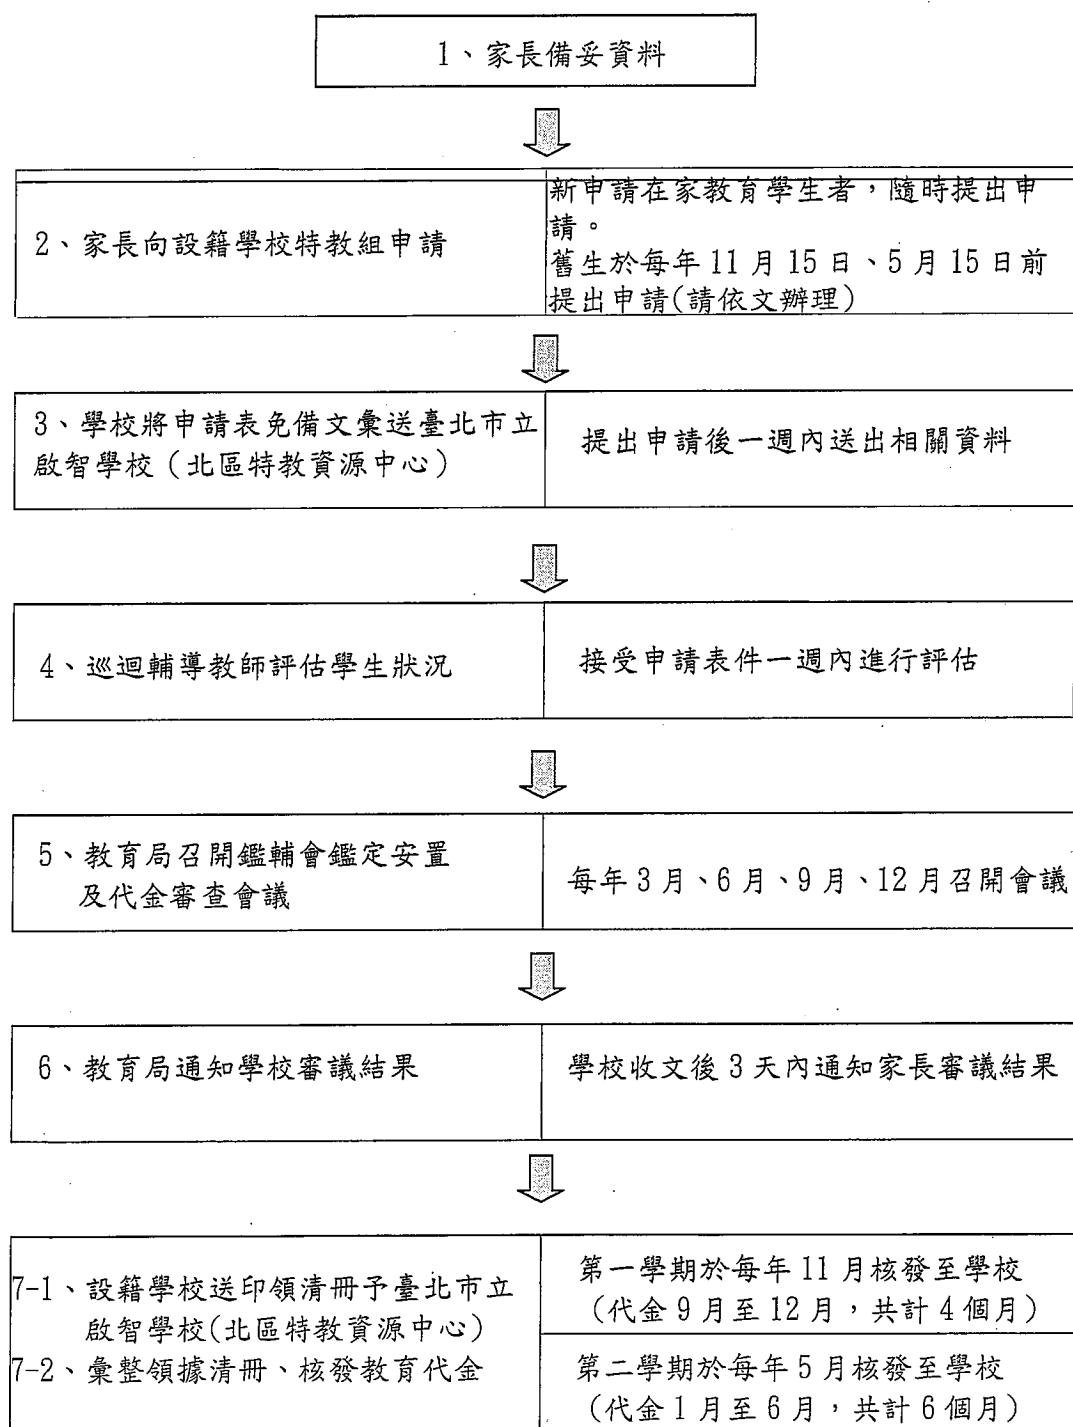 1、家長備妥資料
2、家長向設籍學校特教組申請
新申請在家教育學生者，隨時提出申
請。
舊生於每年 11 月 15 日、5 月 15 日前
提出申請(請依文辦理)
3、學校將申請表免備文彙送臺北市立
啟智學校（北區特教資源中心）
提出申請後一週內送出相關資料
4、巡迴輔導教師評估學生狀況
接受申請表件一週內進行評估
5、教育局召開鑑輔會鑑定安置
及代金審查會議
每年 3 月、6 月、9 月、12 月召開會議
6、教育局通知學校審議結果
學校收文後 3 天內通知家長審議結果
7-1、設籍學校送印領清冊予臺北市立
啟智學校(北區特教資源中心)
7-2、彙整領據清冊、核發教育代金
第一學期於每年 11 月核發至學校
（代金 9 月至 12 月，共計 4 個月）
第二學期於每年 5 月核發至學校
（代金 1 月至 6 月，共計 6 個月）